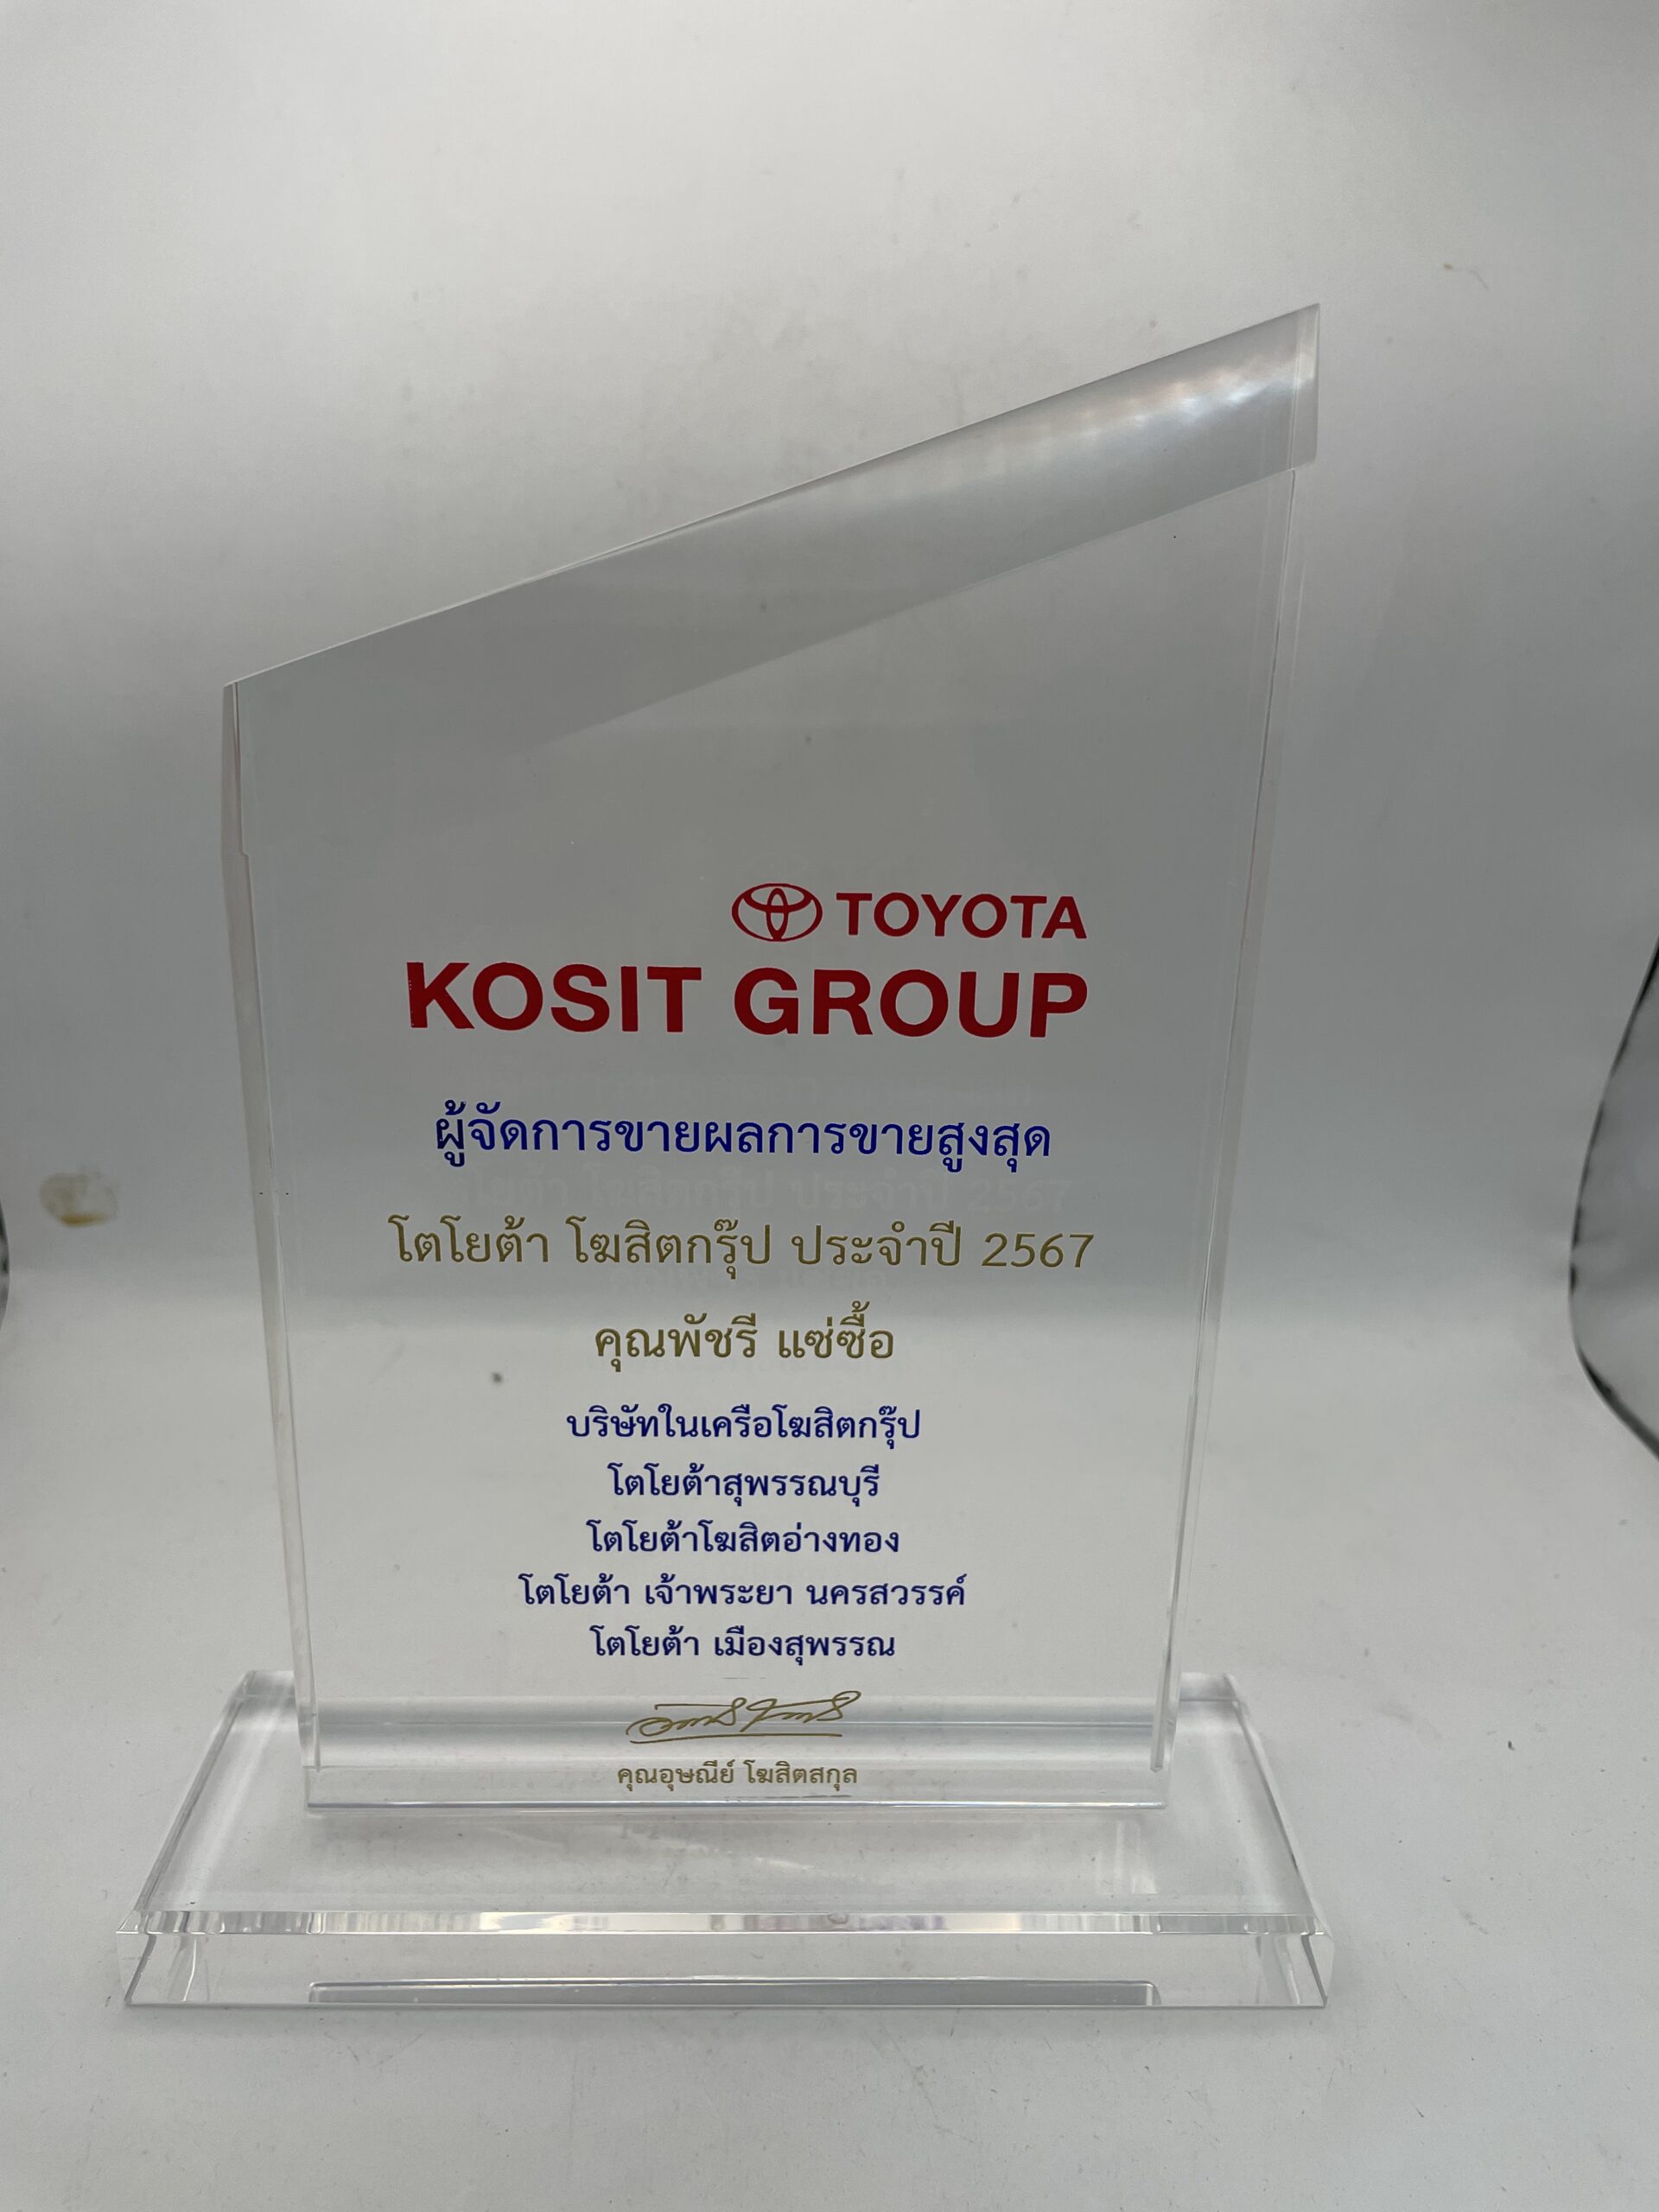 TOYOTA
KOSIT GROUP
ผู้จัดการขายผลการขายสูงสุด
โตโยต้า โฆสิตกรุ๊ป ประจำปี 2567
คุณพัชรี แซ่ซื้อ
บริษัทในเครือโฆสิตกรุ๊ป
โตโยต้าสุพรรณบุรี
โตโยต้าโฆสิตอ่างทอง
โตโยต้า เจ้าพระยา นครสวรรค์
โตโยต้า เมืองสุพรรณ
คุณอุษณีย์ โฆสิตสกุล